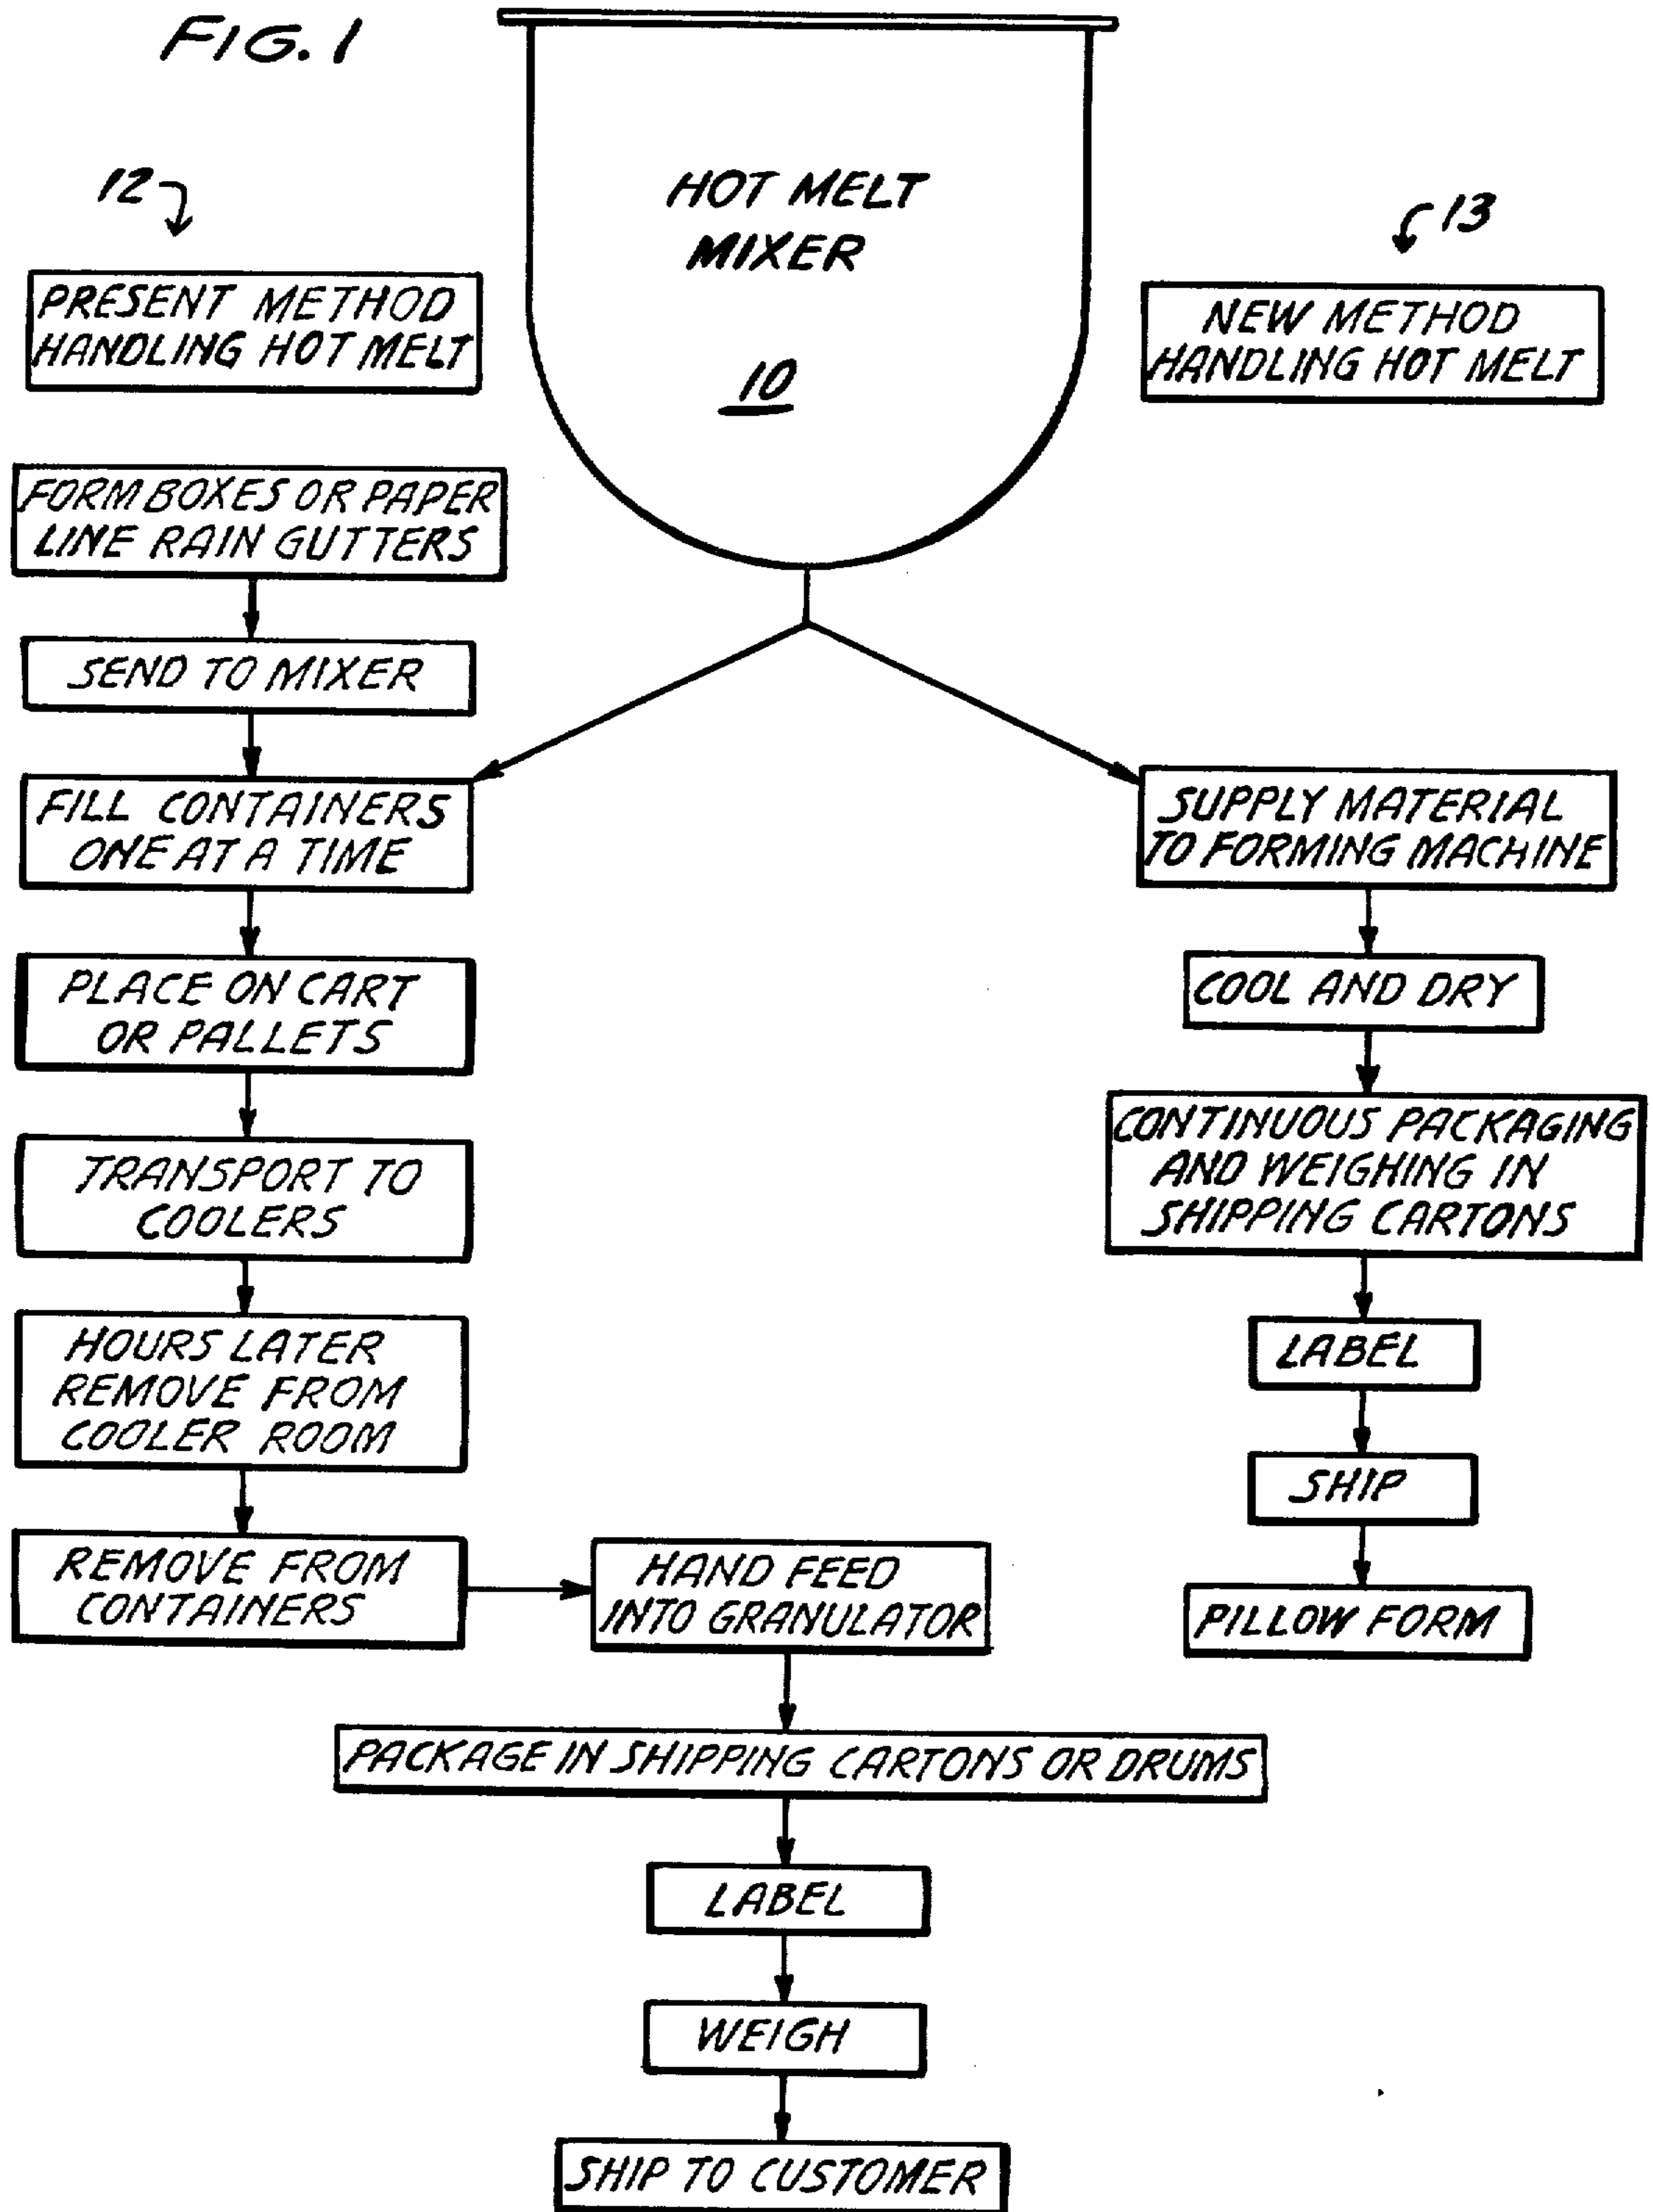 FIG. 1
HOT MELT
MIXER
10
12
PRESENT METHOD
HANDLING HOT MELT
13
NEW METHOD
HANDLING HOT MELT
FORM BOXES OR PAPER
LINE RAIN GUTTERS
SEND TO MIXER
FILL CONTAINERS
ONE AT A TIME
PLACE ON CART
OR PALLETS
TRANSPORT TO
COOLERS
HOURS LATER
REMOVE FROM
COOLER ROOM
REMOVE FROM
CONTAINERS
HAND FEED
INTO GRANULATOR
PACKAGE IN SHIPPING CARTONS OR DRUMS
LABEL
WEIGH
SHIP TO CUSTOMER
SUPPLY MATERIAL
TO FORMING MACHINE
COOL AND DRY
CONTINUOUS PACKAGING
AND WEIGHING IN
SHIPPING CARTONS
LABEL
SHIP
PILLOW FORM